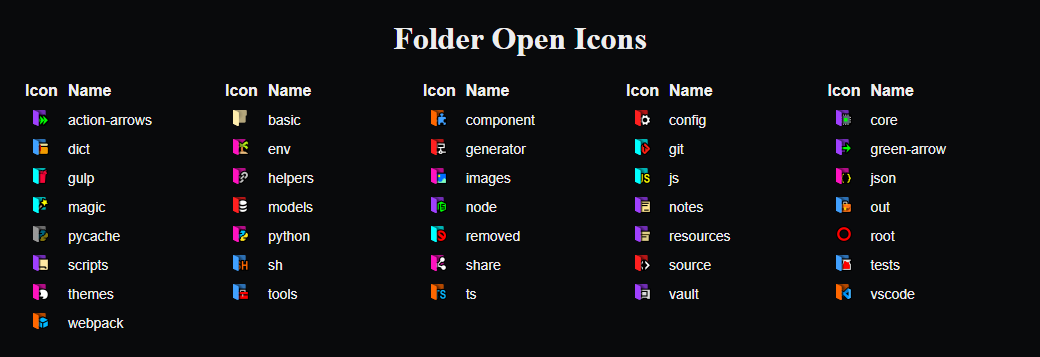 Folder Open Icons
Icon Name Icon Name Icon Name Icon Name Icon Name
action-arrows basic component config core
dict env generator git green-arrow
gulp helpers images js json
magic models node notes out
pycache python removed resources root
scripts sh share source tests
themes tools ts vault vscode
webpack